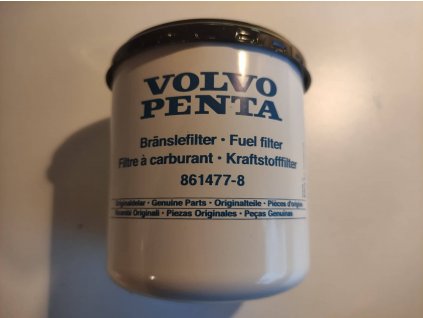 VOLVO
PENTA
Bränslefilter · Fuel filter
Filtre à carburant · Kraftstofffilter
861477-8
Originaldelar · Genuine Parts · Originalteile · Pièces d'origine
Ricambi Originali · Piezas Originales · Peças Genuinas